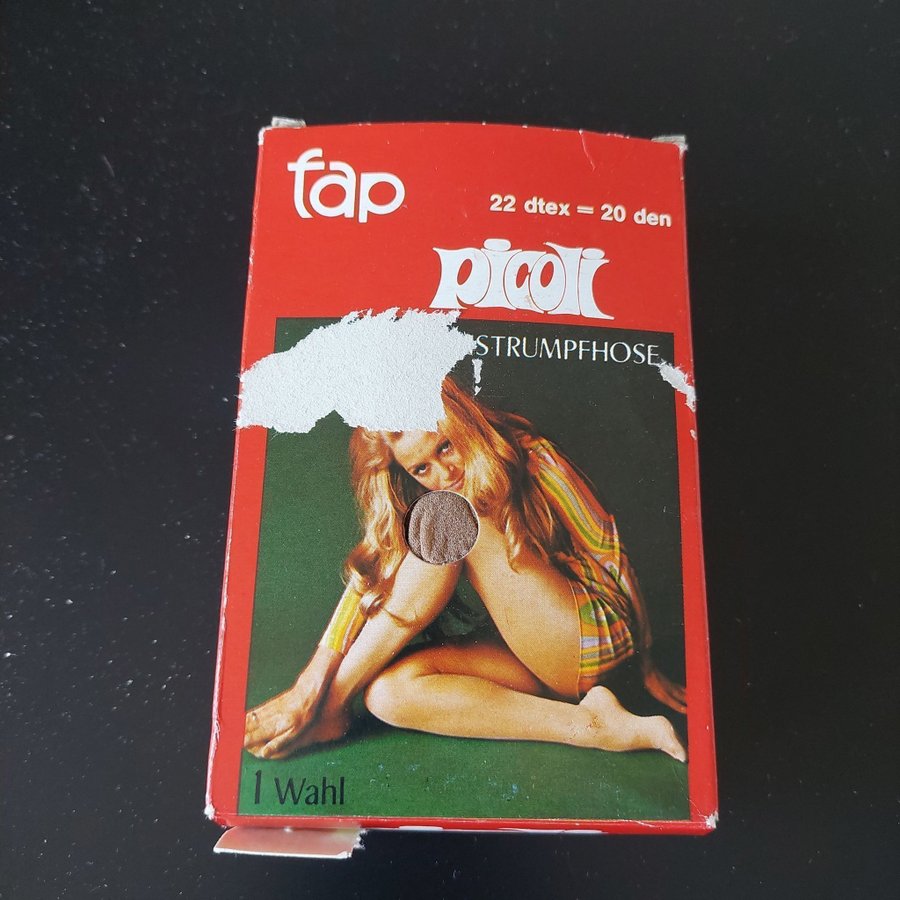 fap
22 dtex = 20 den
picoli
STRUMPFHOSE
1 Wahl